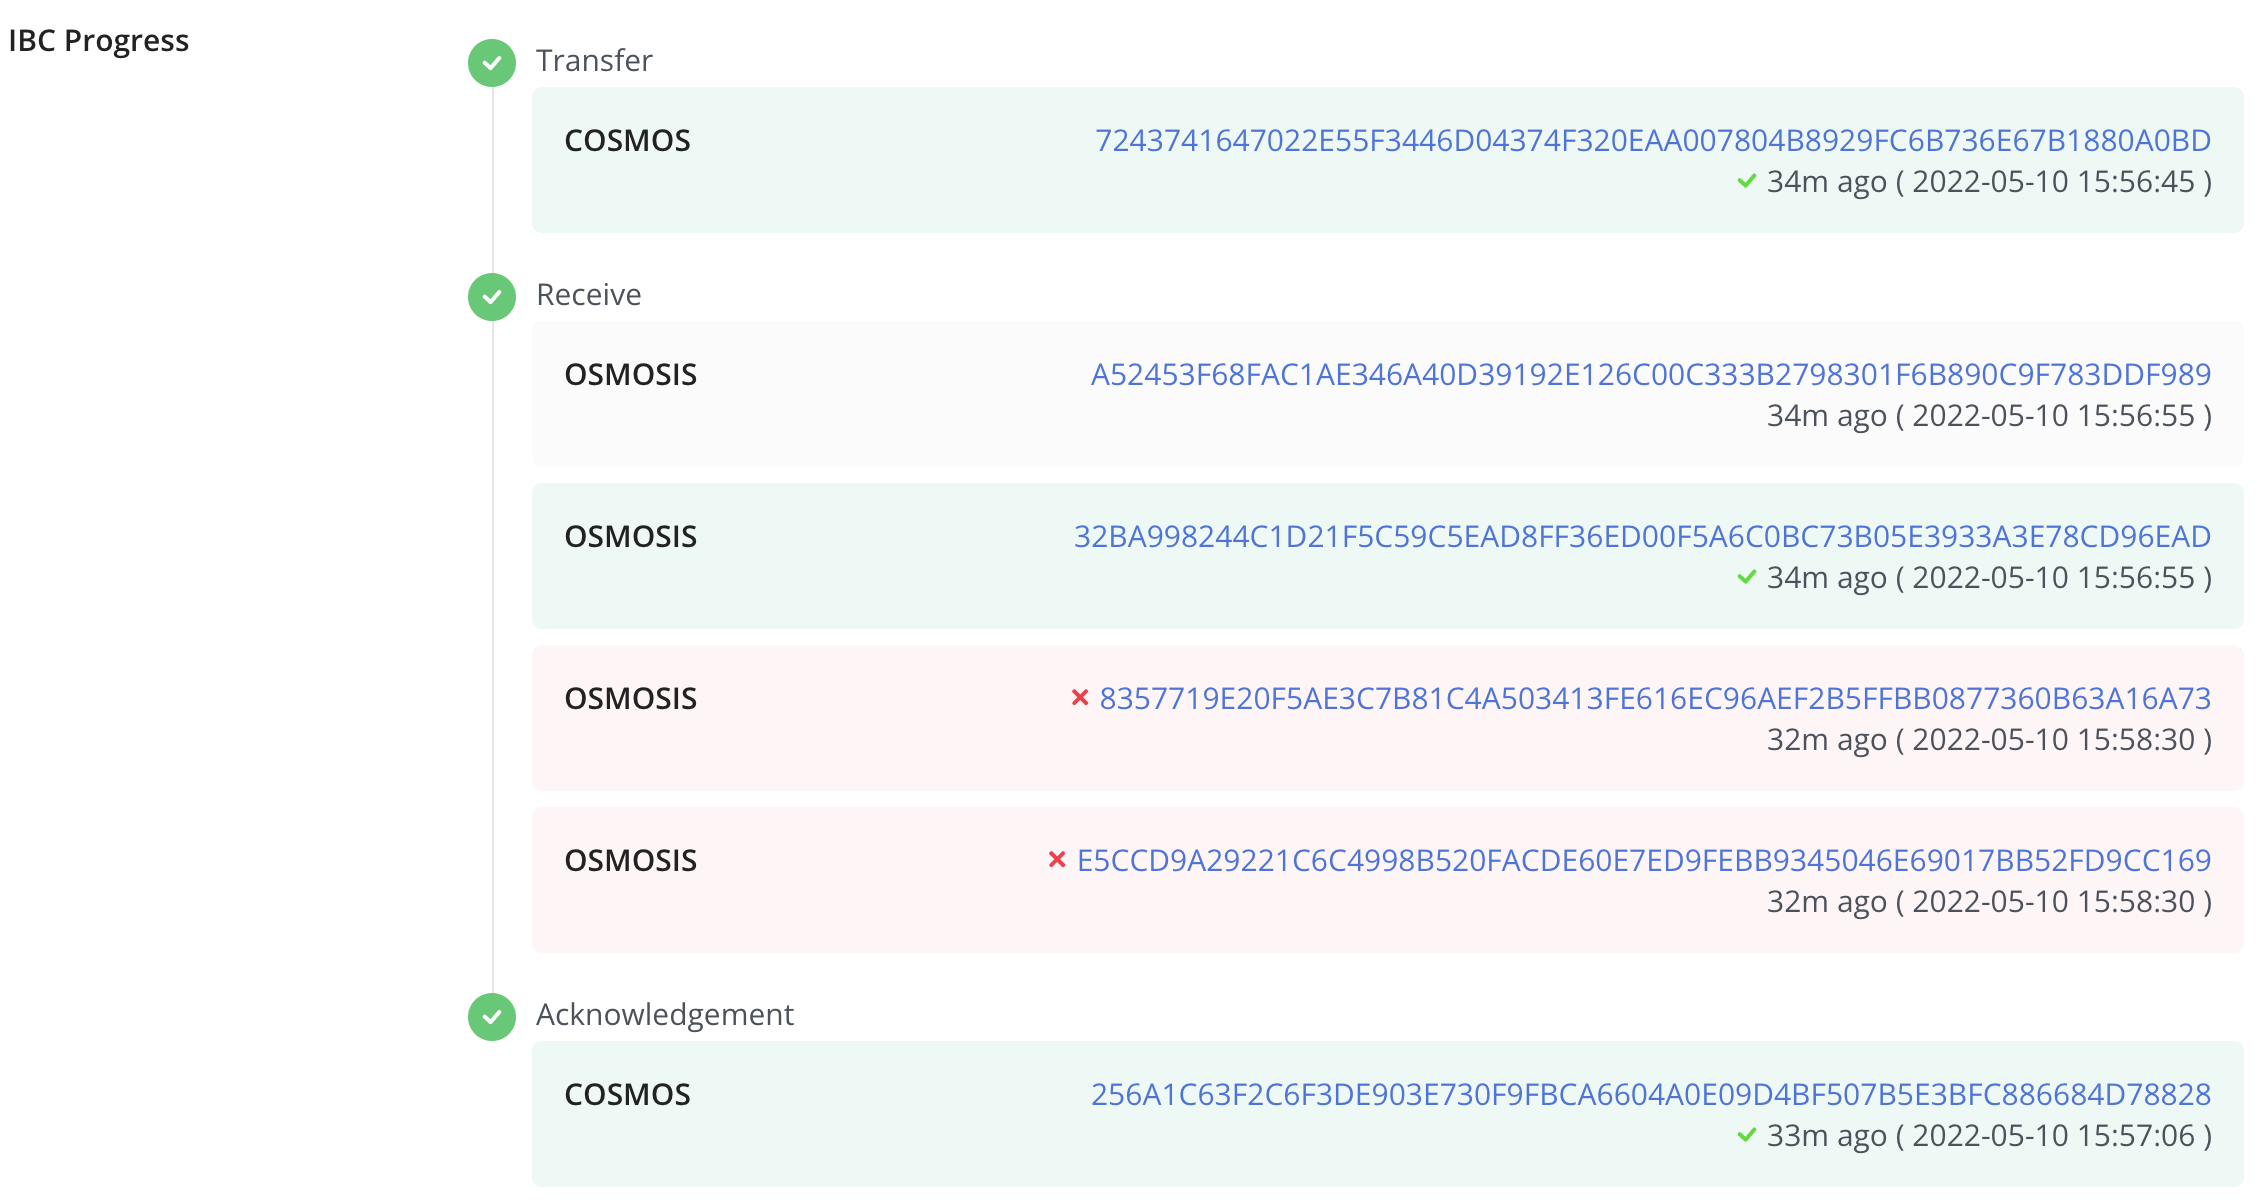 IBC Progress
Transfer
COSMOS
7243741647022E55F3446D04374F320EAA007804B8929FC6B736E67B1880A0BD
34m ago ( 2022-05-10 15:56:45 )
Receive
OSMOSIS
A52453F68FAC1AE346A40D39192E126C00C333B2798301F6B890C9F783DDF989
34m ago ( 2022-05-10 15:56:55 )
OSMOSIS
32BA998244C1D21F5C59C5EAD8FF36ED00F5A6C0BC73B05E3933A3E78CD96EAD
34m ago ( 2022-05-10 15:56:55 )
OSMOSIS
8357719E20F5AE3C7B81C4A503413FE616EC96AEF2B5FFBB0877360B63A16A73
32m ago ( 2022-05-10 15:58:30 )
OSMOSIS
E5CCD9A29221C6C4998B520FACDE60E7ED9FEBB9345046E69017BB52FD9CC169
32m ago ( 2022-05-10 15:58:30 )
Acknowledgement
COSMOS
256A1C63F2C6F3DE903E730F9FBCA6604A0E09D4BF507B5E3BFC886684D78828
33m ago ( 2022-05-10 15:57:06 )